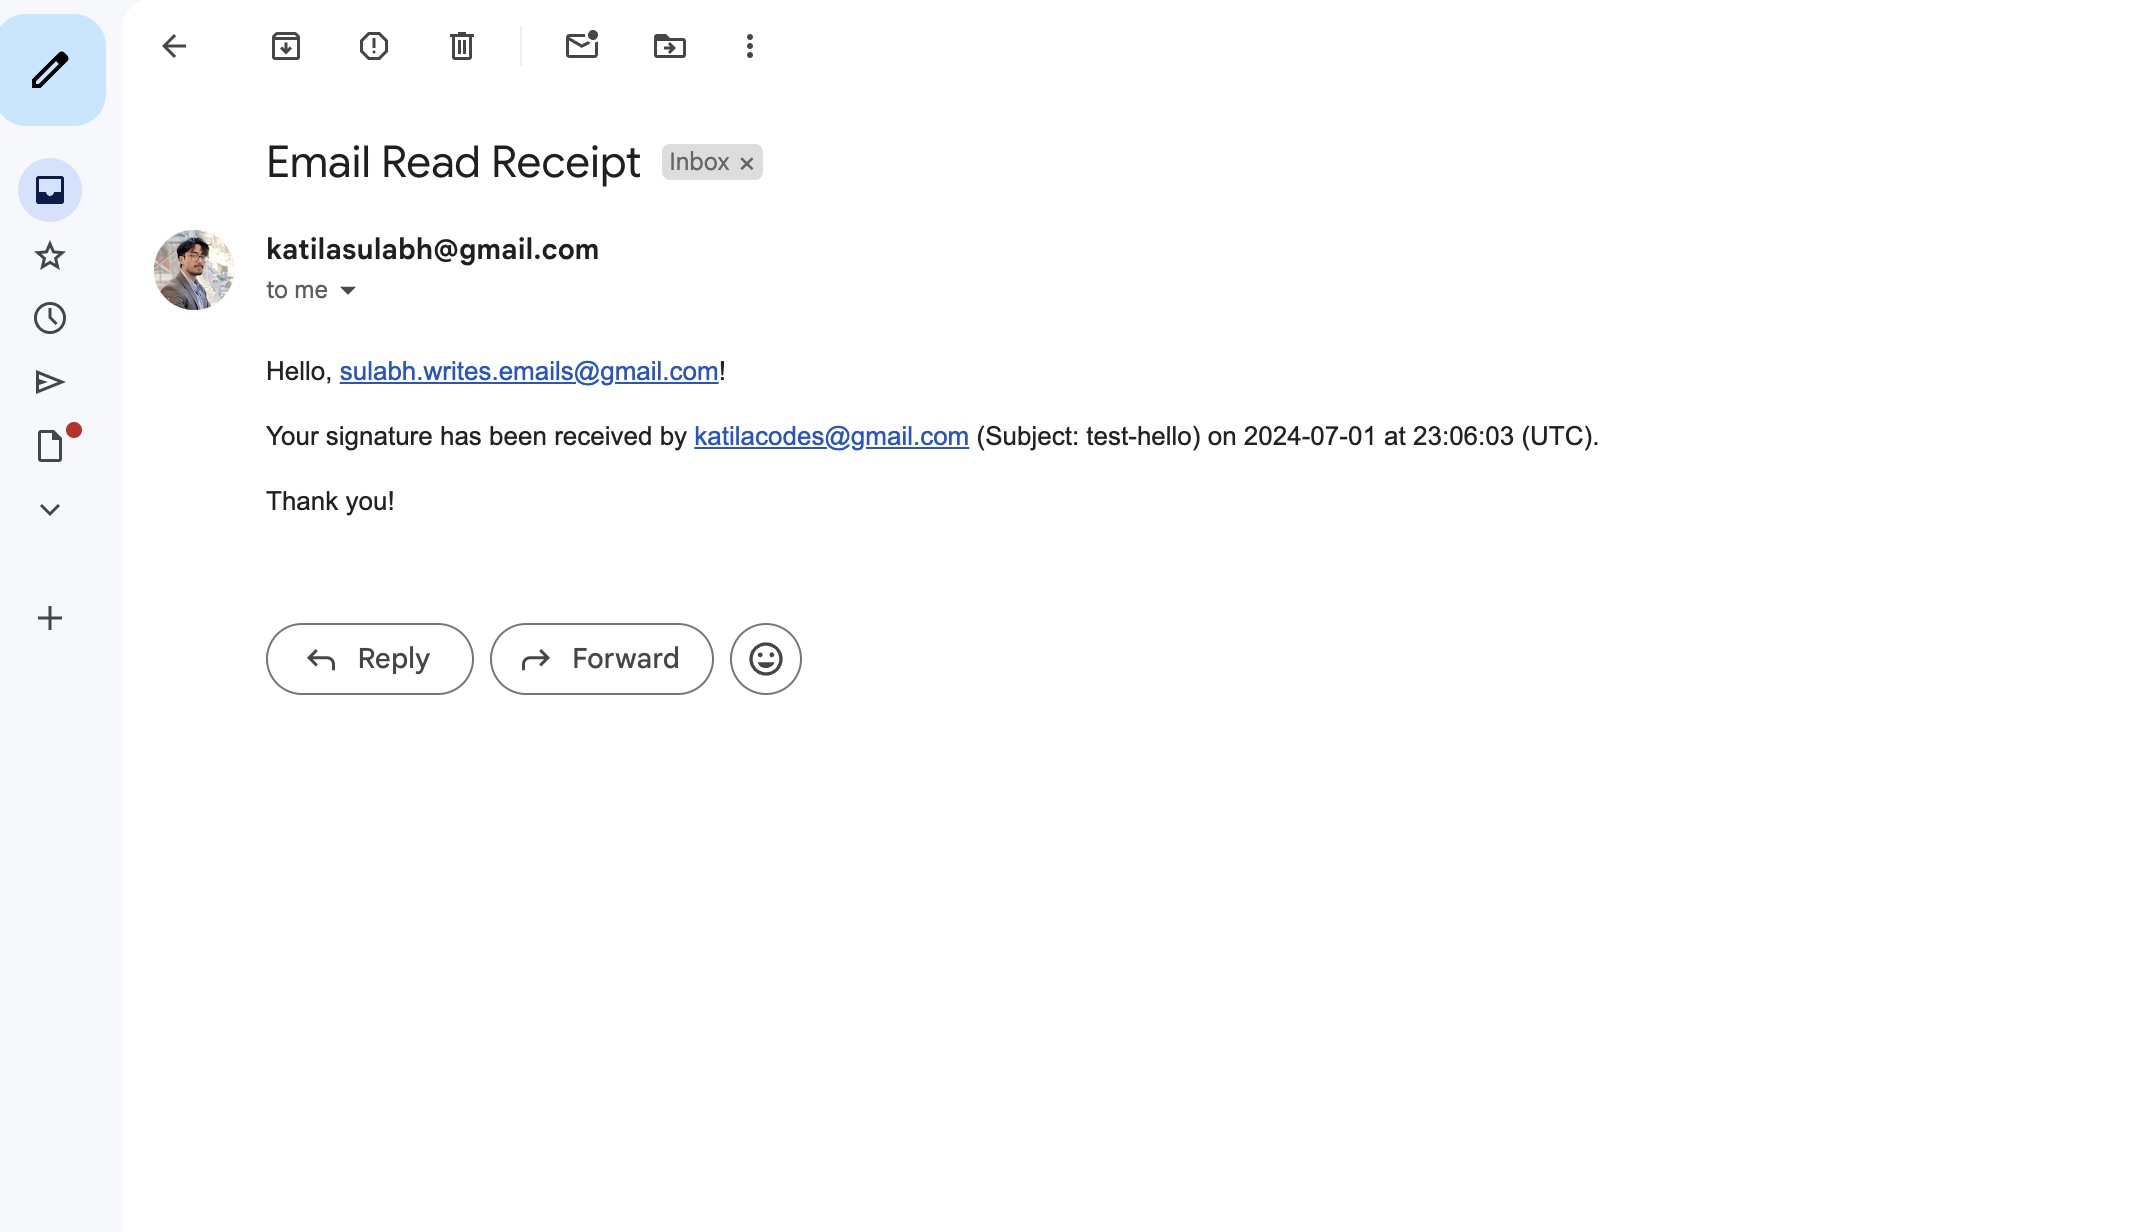 Email Read Receipt Inbox ×
katilasulabh@gmail.com
to me
Hello, sulabh.writes.emails@gmail.com!
Your signature has been received by katilacodes@gmail.com (Subject: test-hello) on 2024-07-01 at 23:06:03 (UTC).
Thank you!
Reply Forward